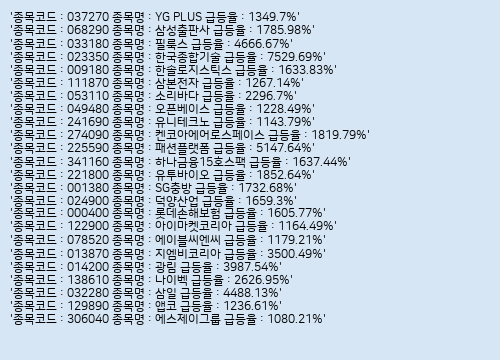 '종목코드 : 037270 종목명 : YG PLUS 급등율 : 1349.7%'
'종목코드 : 068290 종목명 : 삼성출판사 급등율 : 1785.98%'
'종목코드 : 033180 종목명 : 필룩스 급등율 : 4666.67%'
'종목코드 : 023350 종목명 : 한국종합기술 급등율 : 7529.69%'
'종목코드 : 009180 종목명 : 한솔로지스틱스 급등율 : 1633.83%'
'종목코드 : 111870 종목명 : 삼본전자 급등율 : 1267.14%'
'종목코드 : 053110 종목명 : 소리바다 급등율 : 2296.7%'
'종목코드 : 049480 종목명 : 오픈베이스 급등율 : 1228.49%'
'종목코드 : 241690 종목명 : 유니테크노 급등율 : 1143.79%'
'종목코드 : 274090 종목명 : 켄코아에어로스페이스 급등율 : 1819.79%'
'종목코드 : 225590 종목명 : 패션플랫폼 급등율 : 5147.64%'
'종목코드 : 341160 종목명 : 하나금융15호스팩 급등율 : 1637.44%'
'종목코드 : 221800 종목명 : 유투바이오 급등율 : 1852.64%'
'종목코드 : 001380 종목명 : SG충방 급등율 : 1732.68%'
'종목코드 : 024900 종목명 : 덕양산업 급등율 : 1659.3%'
'종목코드 : 000400 종목명 : 롯데손해보험 급등율 : 1605.77%'
'종목코드 : 122900 종목명 : 아이마켓코리아 급등율 : 1164.49%'
'종목코드 : 078520 종목명 : 에이블씨엔씨 급등율 : 1179.21%'
'종목코드 : 013870 종목명 : 지엠비코리아 급등율 : 3500.49%'
'종목코드 : 014200 종목명 : 광림 급등율 : 3987.54%'
'종목코드 : 138610 종목명 : 나이벡 급등율 : 2626.95%'
'종목코드 : 032280 종목명 : 삼일 급등율 : 4488.13%'
'종목코드 : 129890 종목명 : 앱코 급등율 : 1236.61%'
'종목코드 : 306040 종목명 : 에스제이그룹 급등율 : 1080.21%'